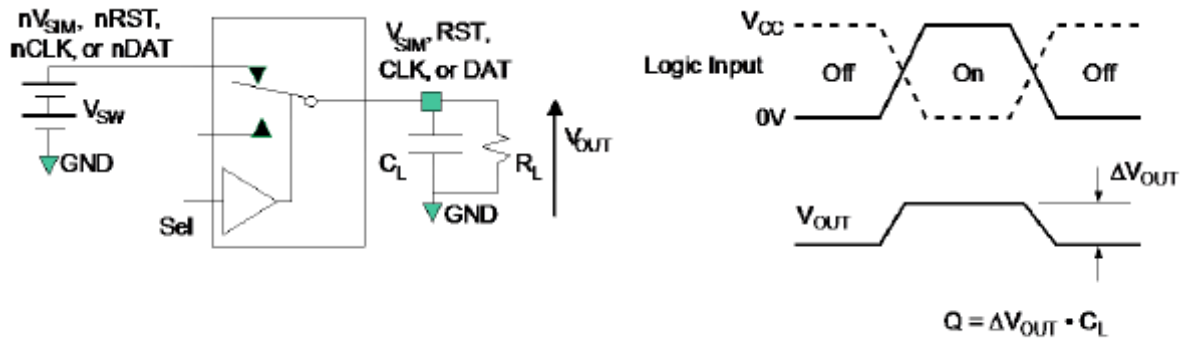 nV_SIM, nRST,
nCLK, or nDAT
V_SIM, RST,
CLK, or DAT
V_SW
GND
Sel
C_L
R_L
GND
V_OUT
V_CC
Logic Input
Off
On
Off
0V
ΔV_OUT
V_OUT
Q = ΔV_OUT • C_L